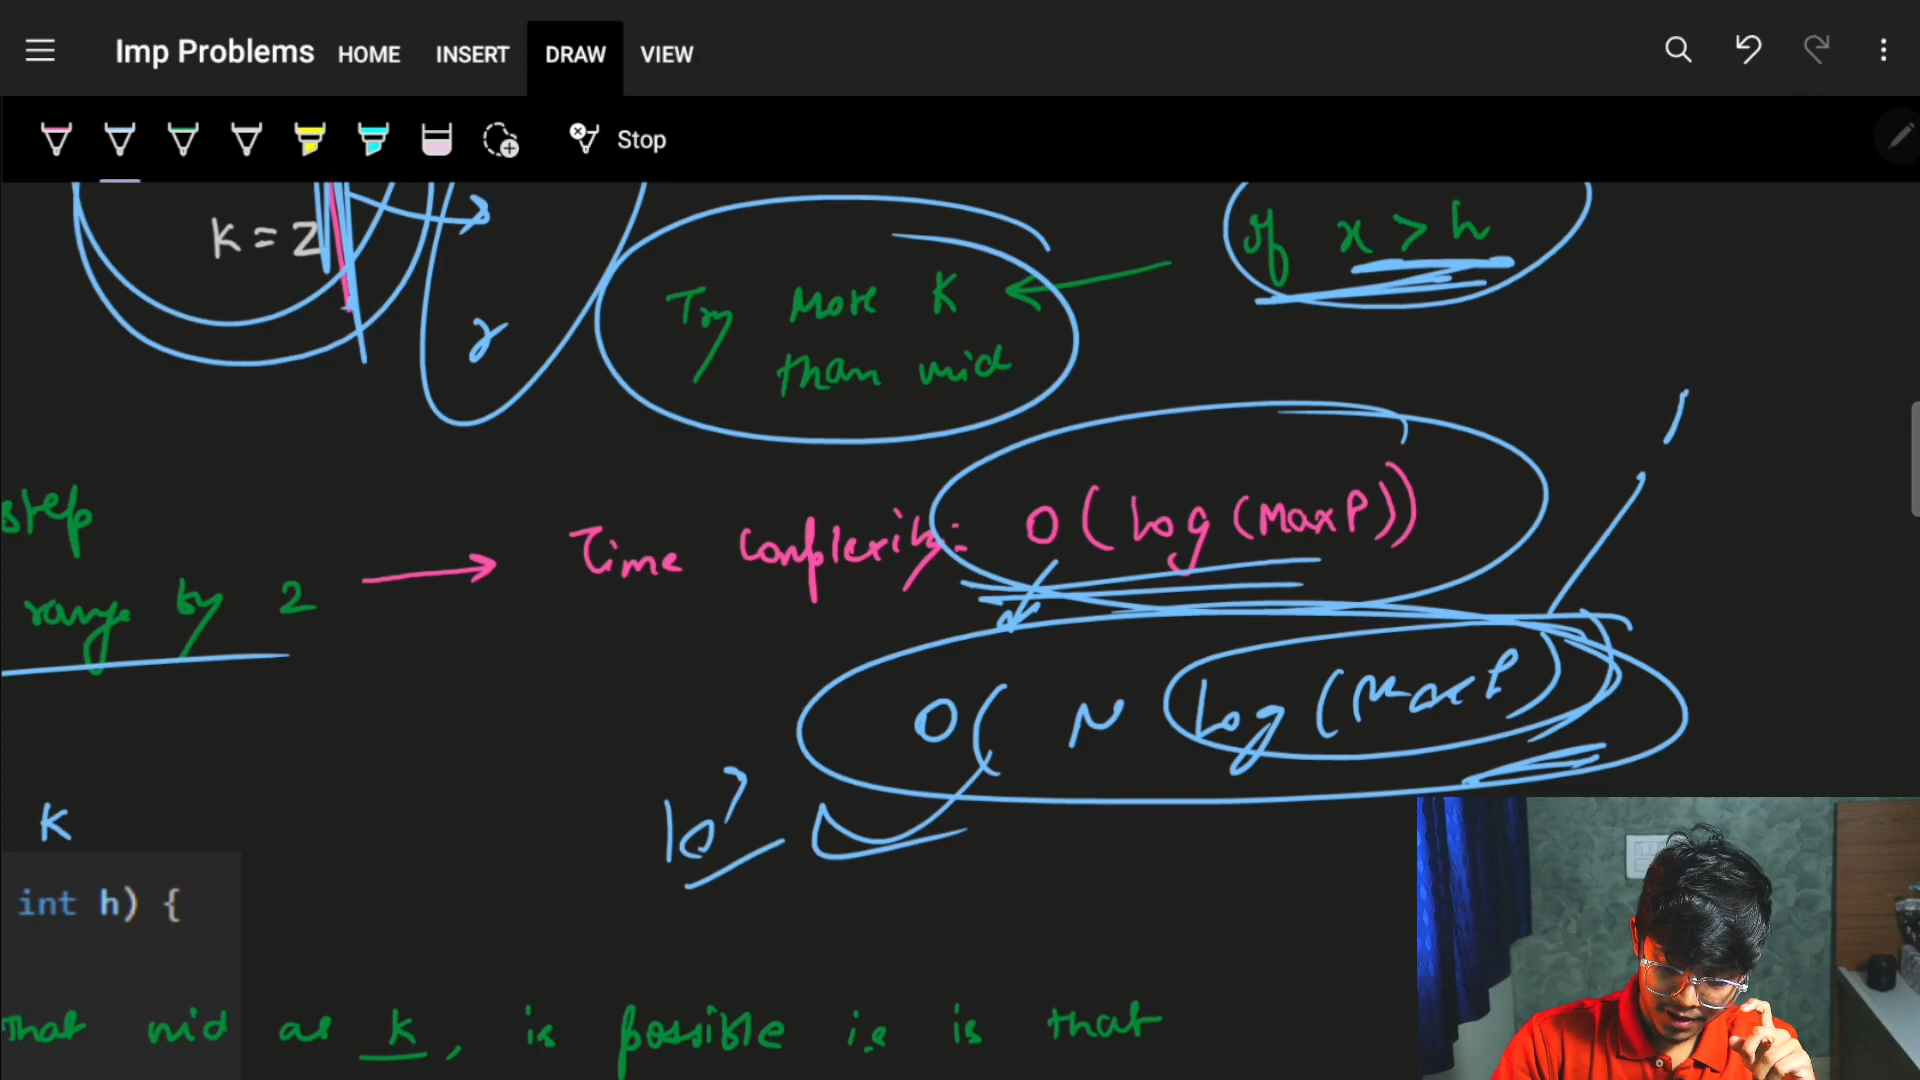 Imp Problems HOME INSERT DRAW VIEW
Stop
K = 2
If x > h
Try More K
than mid
step
range by 2
Time Complexity: O(Log(MaxP))
O( N Log(MaxP))
K
int h) {
That mid as k, is possible i.e is that